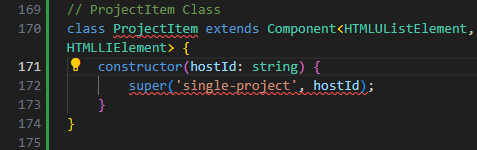 169 // ProjectItem Class
170 class ProjectItem extends Component<HTMLUListElement,
HTMLLIElement> {
171 constructor(hostId: string) {
172 super('single-project', hostId);
173 }
174 }
175